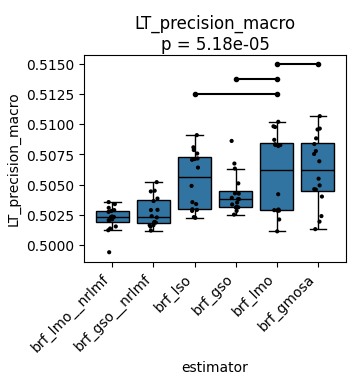 LT_precision_macro
p = 5.18e-05
LT_precision_macro
0.5150
0.5125
0.5100
0.5075
0.5050
0.5025
0.5000
brf_lmo__nrlmf
brf_gso__nrlmf
brf_lso
brf_gso
brf_lmo
brf_gmosa
estimator